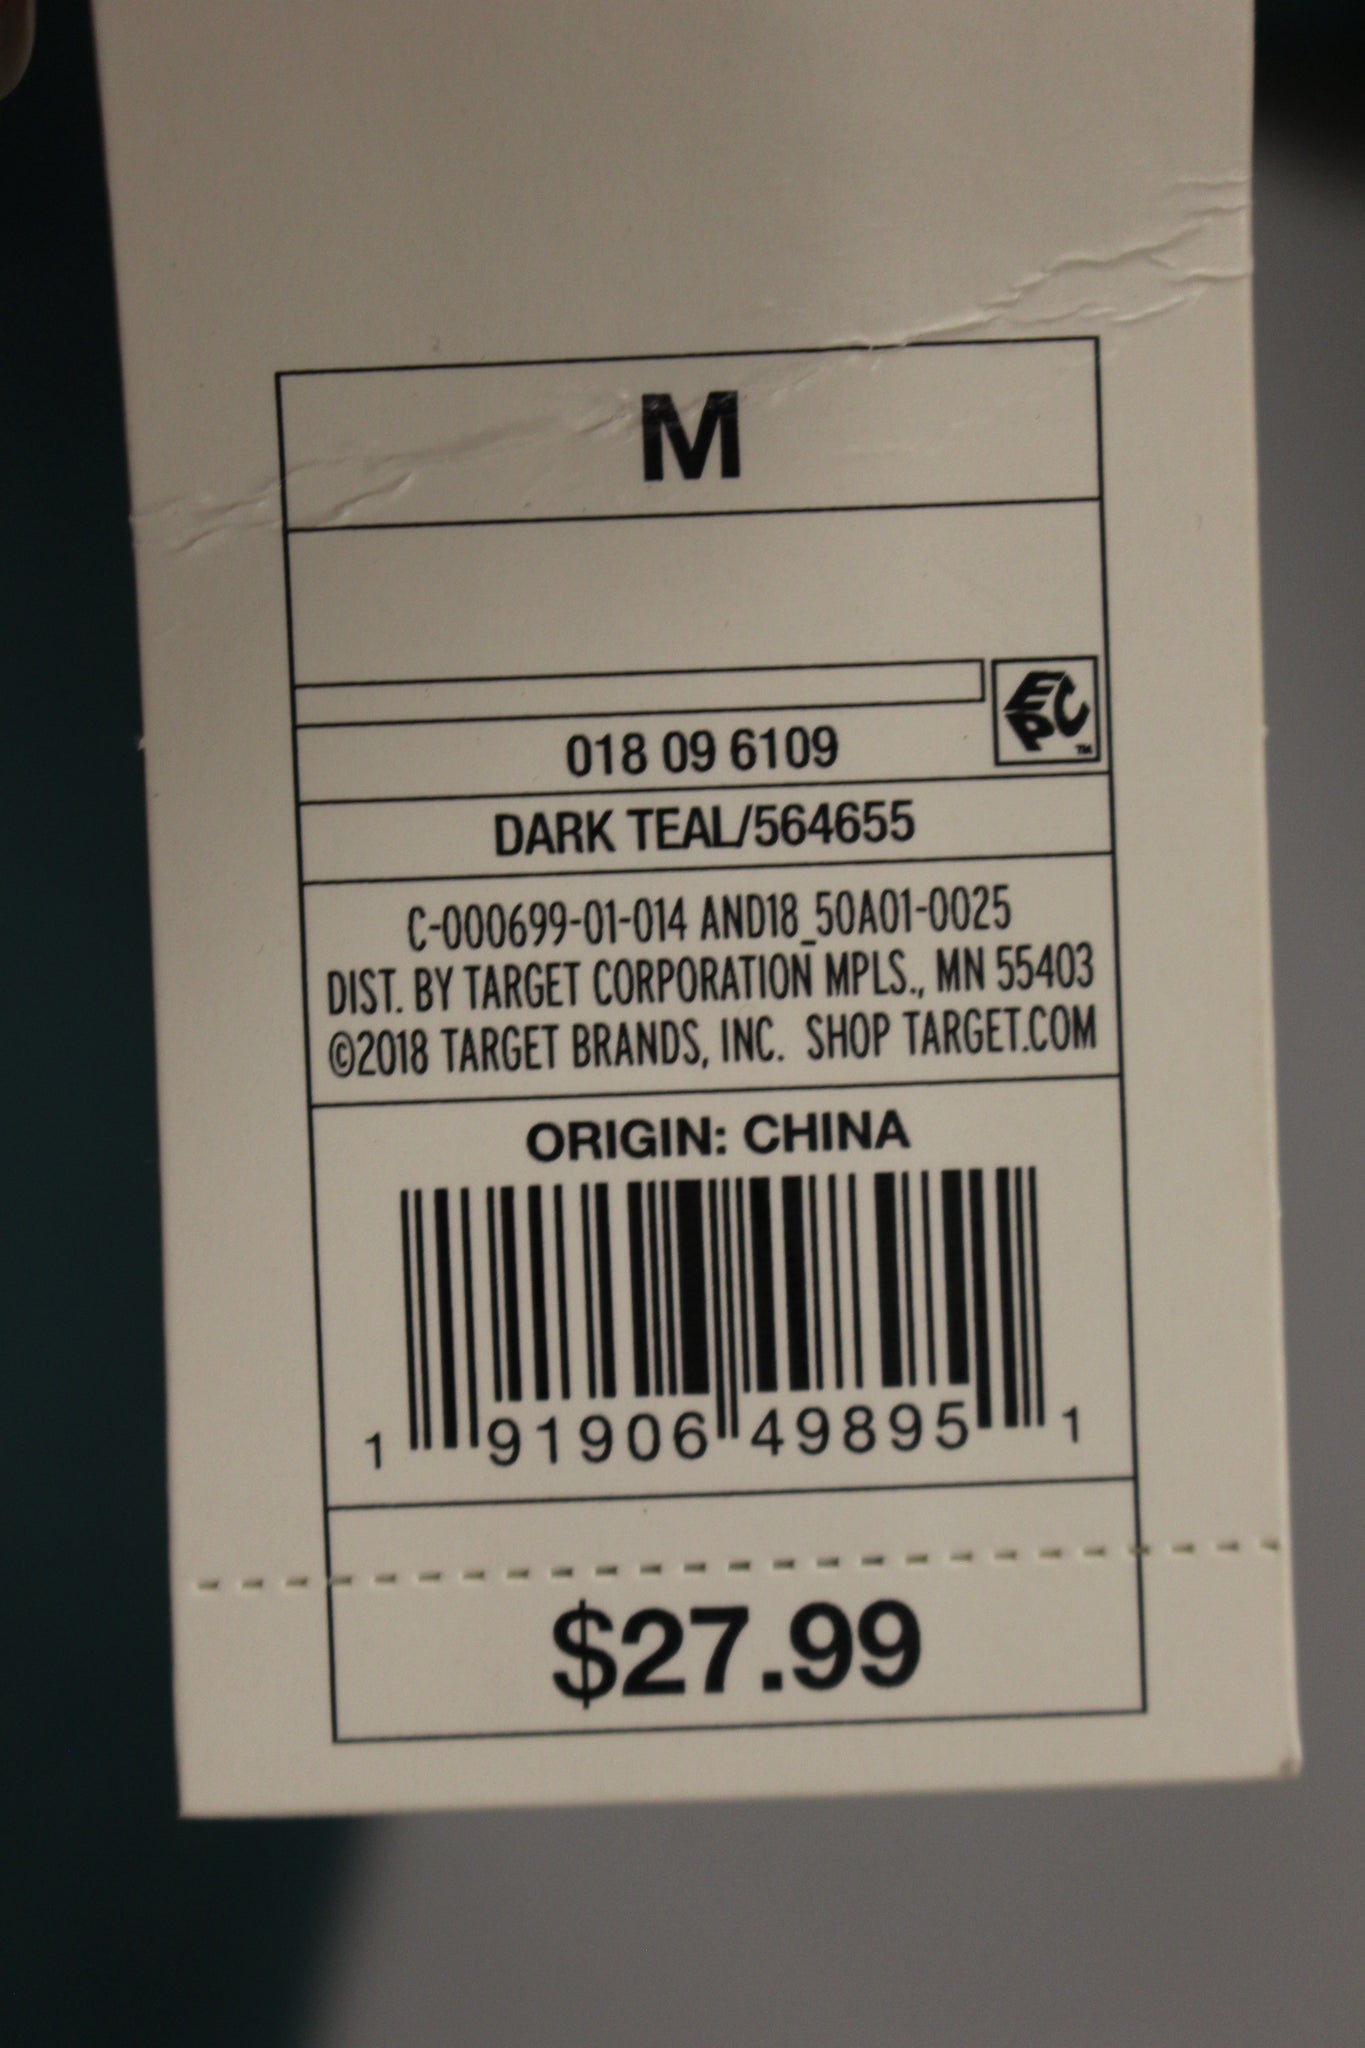 M
EPC™
018 09 6109
DARK TEAL/564655
C-000699-01-014 AND18_50A01-0025
DIST. BY TARGET CORPORATION MPLS., MN 55403
©2018 TARGET BRANDS, INC. SHOP TARGET.COM
ORIGIN: CHINA
1 91906 49895 1
$27.99